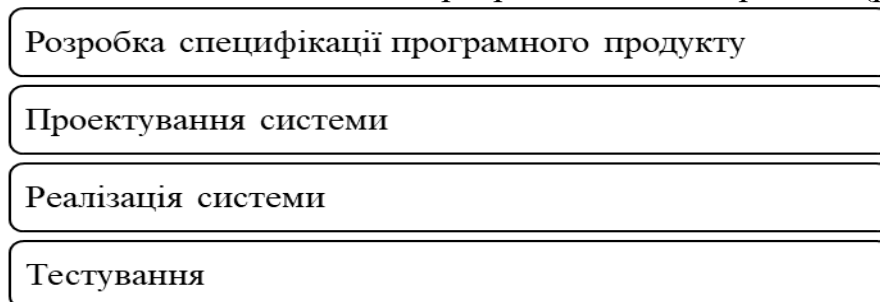 Розробка специфікації програмного продукту
Проектування системи
Реалізація системи
Тестування